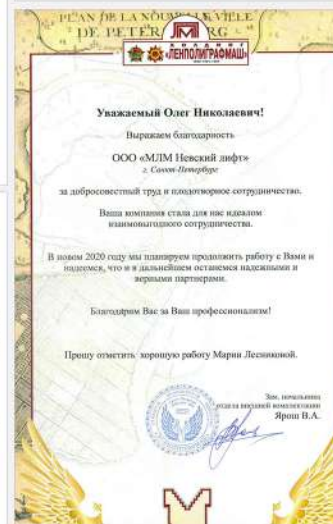 PLAN DE LA NOUVELLE VILLE
DE PETER RG
ХОЛДИНГ
«ЛЕНПОЛИГРАФМАШ»
Уважаемый Олег Николаевич!
Выражаем благодарность
ООО «МЛМ Невский лифт»
г. Санкт-Петербург
за добросовестный труд и плодотворное сотрудничество.
Ваша компания стала для нас идеалом
взаимовыгодного сотрудничества.
В новом 2020 году мы планируем продолжить работу с Вами и
надеемся, что и в дальнейшем останемся надежными и
верными партнерами.
Благодарим Вас за Ваш профессионализм!
Прошу отметить хорошую работу Марии Лесниковой.
Зам. начальника
отдела внешней комплектации
Ярош В.А.